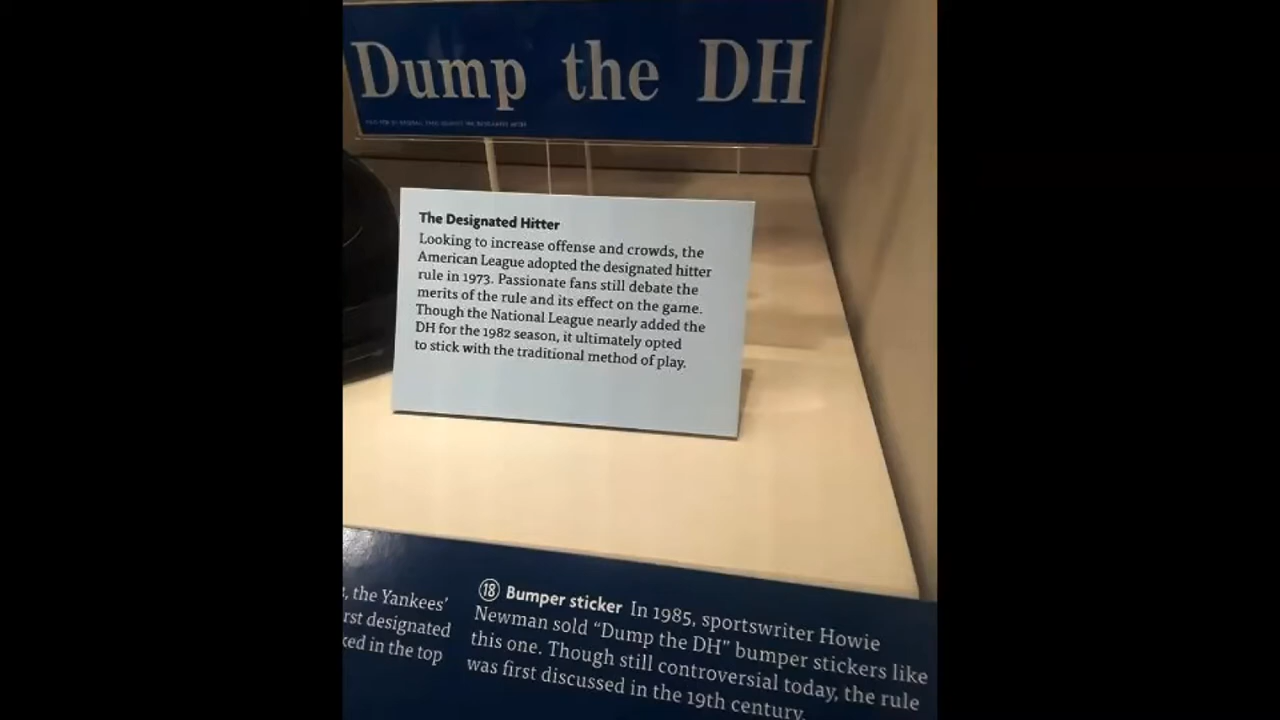 Dump the DH
The Designated Hitter
Looking to increase offense and crowds, the
American League adopted the designated hitter
rule in 1973. Passionate fans still debate the
merits of the rule and its effect on the game.
Though the National League nearly added the
DH for the 1982 season, it ultimately opted
to stick with the traditional method of play.
, the Yankees'
rst designated
ked in the top
18 Bumper sticker In 1985, sportswriter Howie
Newman sold “Dump the DH” bumper stickers like
this one. Though still controversial today, the rule
was first discussed in the 19th century.